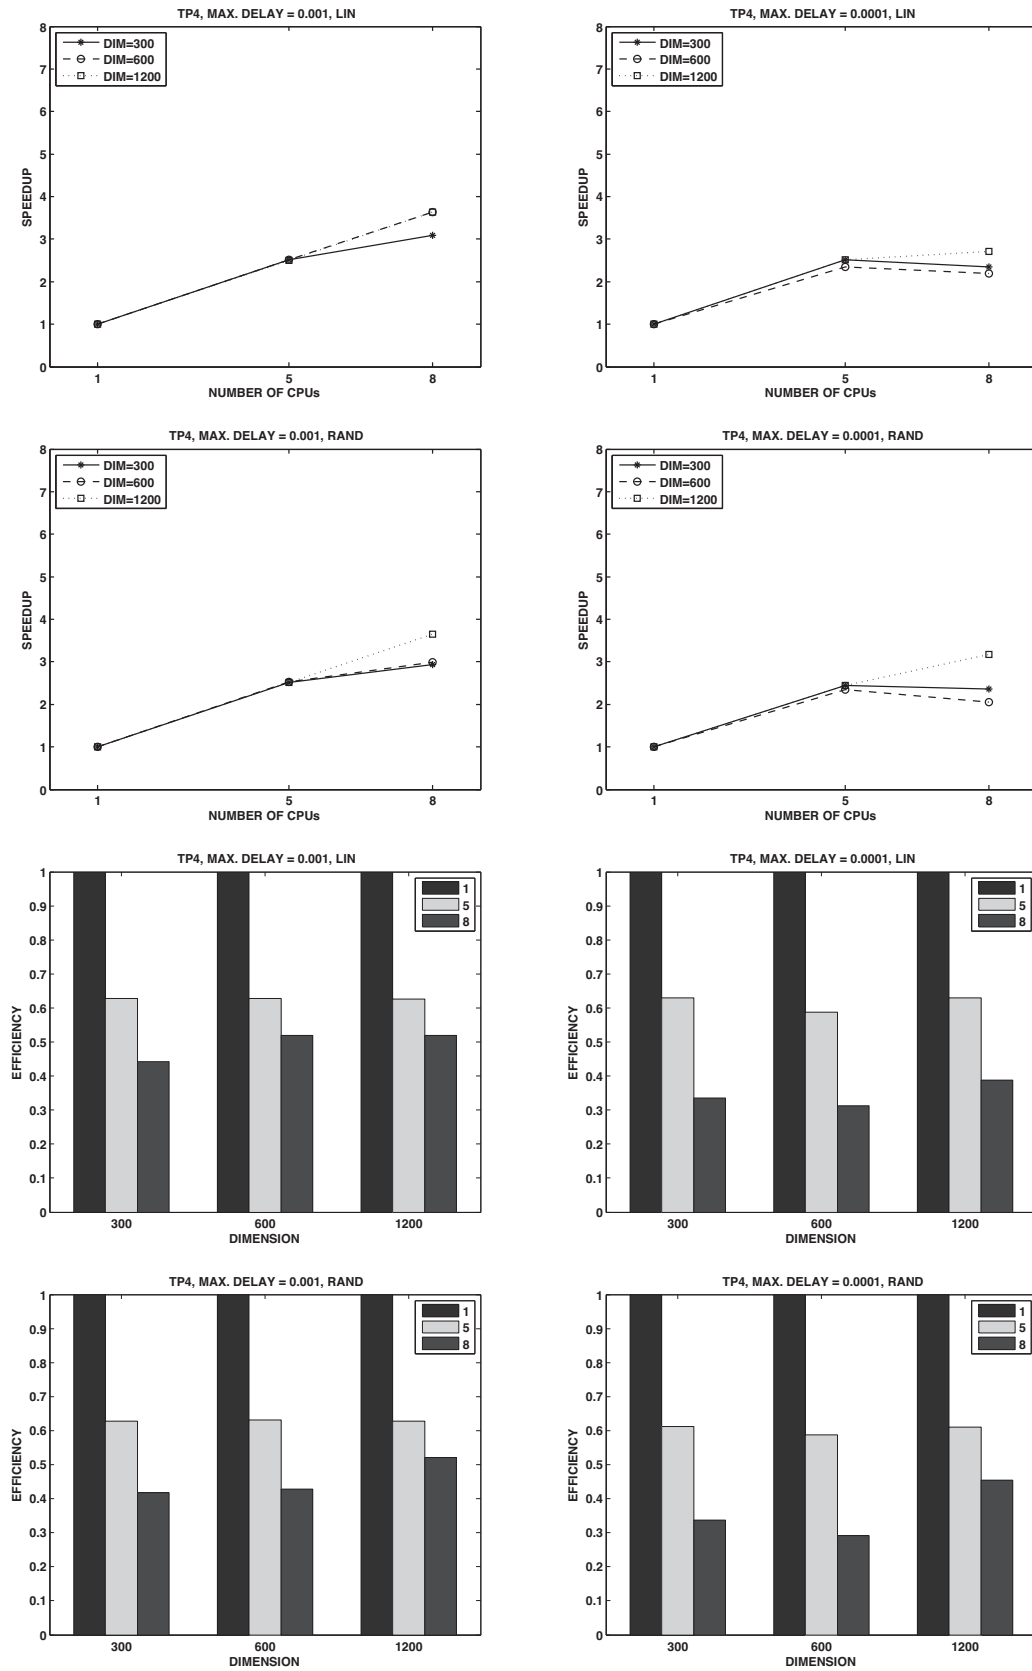 TP4, MAX. DELAY = 0.001, LIN
8
7
6
5
4
3
2
1
0
SPEEDUP
DIM=300
DIM=600
DIM=1200
1 5 8
NUMBER OF CPUs
TP4, MAX. DELAY = 0.0001, LIN
8
7
6
5
4
3
2
1
0
SPEEDUP
DIM=300
DIM=600
DIM=1200
1 5 8
NUMBER OF CPUs
TP4, MAX. DELAY = 0.001, RAND
8
7
6
5
4
3
2
1
0
SPEEDUP
DIM=300
DIM=600
DIM=1200
1 5 8
NUMBER OF CPUs
TP4, MAX. DELAY = 0.0001, RAND
8
7
6
5
4
3
2
1
0
SPEEDUP
DIM=300
DIM=600
DIM=1200
1 5 8
NUMBER OF CPUs
TP4, MAX. DELAY = 0.001, LIN
1
0.9
0.8
0.7
0.6
0.5
0.4
0.3
0.2
0.1
0
EFFICIENCY
1
5
8
300 600 1200
DIMENSION
TP4, MAX. DELAY = 0.0001, LIN
1
0.9
0.8
0.7
0.6
0.5
0.4
0.3
0.2
0.1
0
EFFICIENCY
1
5
8
300 600 1200
DIMENSION
TP4, MAX. DELAY = 0.001, RAND
1
0.9
0.8
0.7
0.6
0.5
0.4
0.3
0.2
0.1
0
EFFICIENCY
1
5
8
300 600 1200
DIMENSION
TP4, MAX. DELAY = 0.0001, RAND
1
0.9
0.8
0.7
0.6
0.5
0.4
0.3
0.2
0.1
0
EFFICIENCY
1
5
8
300 600 1200
DIMENSION